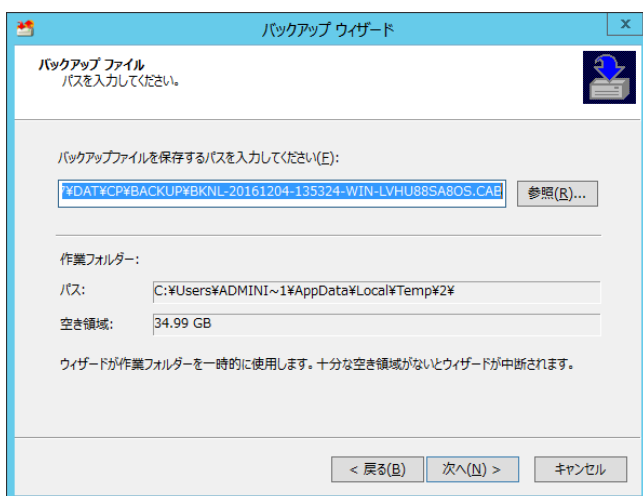 バックアップ ウィザード
x
バックアップ ファイル
パスを入力してください。
バックアップファイルを保存するパスを入力してください(F):
¥DAT¥CP¥BACKUP¥BKNL-20161204-135324-WIN-LVHU88SA8OS.CAB
参照(R)...
作業フォルダー:
パス:
C:¥Users¥ADMINI~1¥AppData¥Local¥Temp¥2¥
空き領域:
34.99 GB
ウィザードが作業フォルダーを一時的に使用します。十分な空き領域がないとウィザードが中断されます。
< 戻る(B)
次へ(N) >
キャンセル